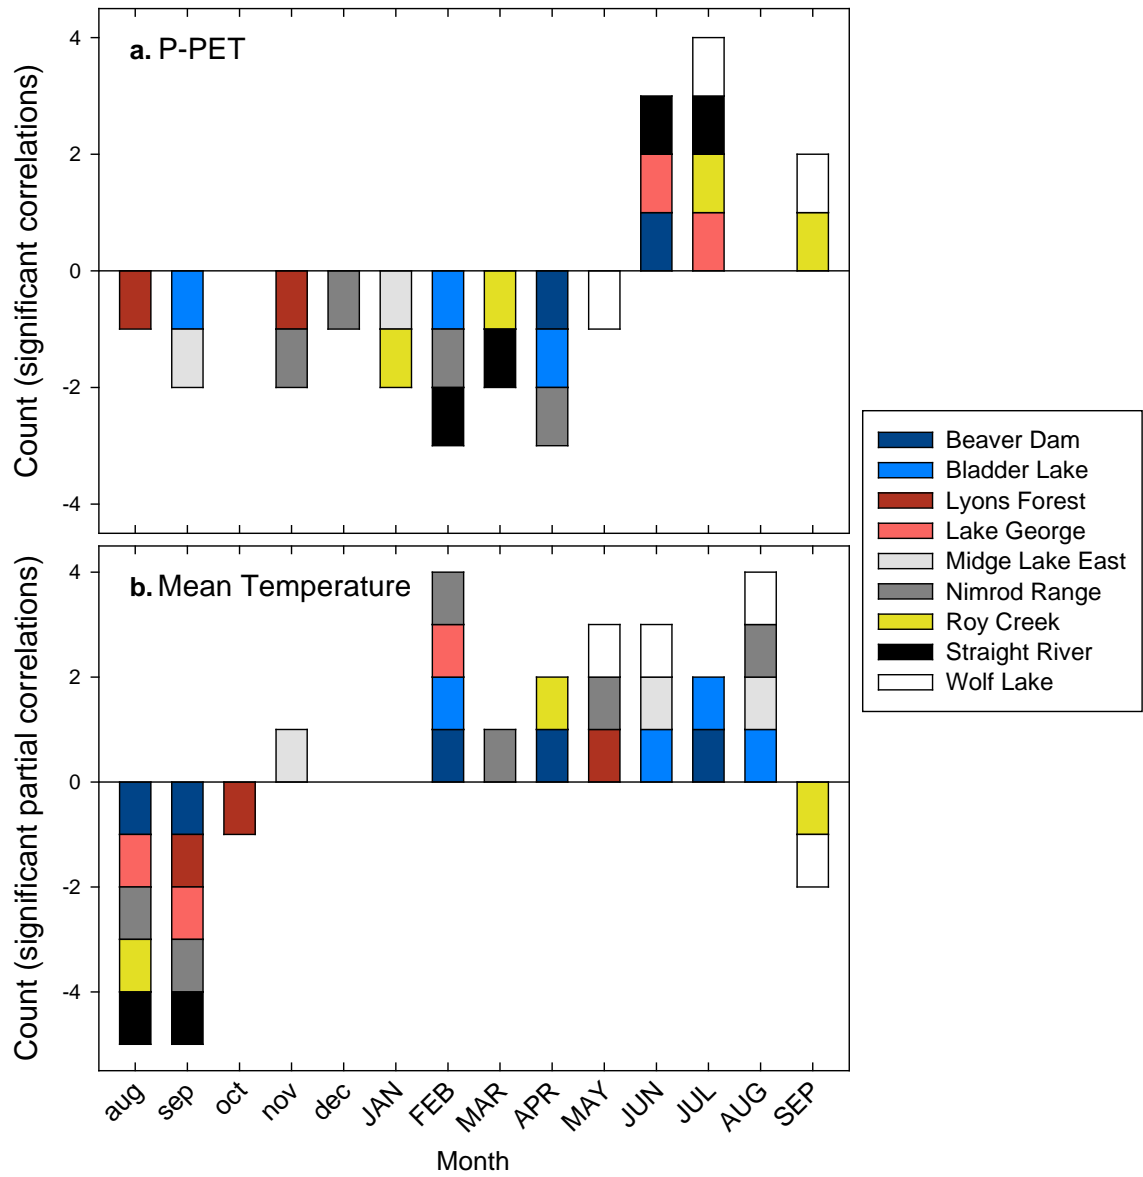 a. P-PET
Count (significant correlations)
4
2
0
-2
-4
b. Mean Temperature
Count (significant partial correlations)
4
2
0
-2
-4
aug sep oct nov dec JAN FEB MAR APR MAY JUN JUL AUG SEP
Month
Beaver Dam
Bladder Lake
Lyons Forest
Lake George
Midge Lake East
Nimrod Range
Roy Creek
Straight River
Wolf Lake